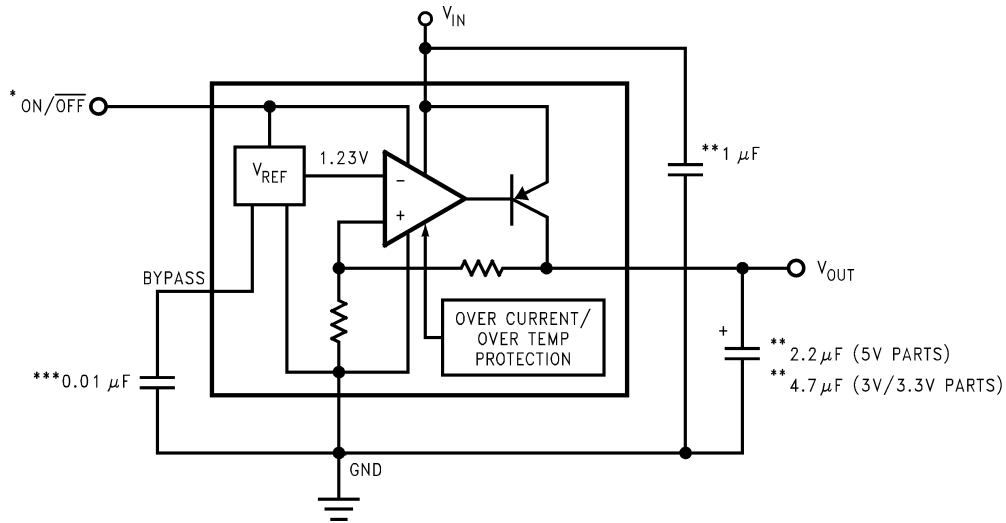 V_IN
* ON/O̅F̅F̅
V_REF
1.23V
−
+
**1 μF
BYPASS
V_OUT
OVER CURRENT/
OVER TEMP
PROTECTION
+
** 2.2μF (5V PARTS)
** 4.7μF (3V/3.3V PARTS)
***0.01 μF
GND